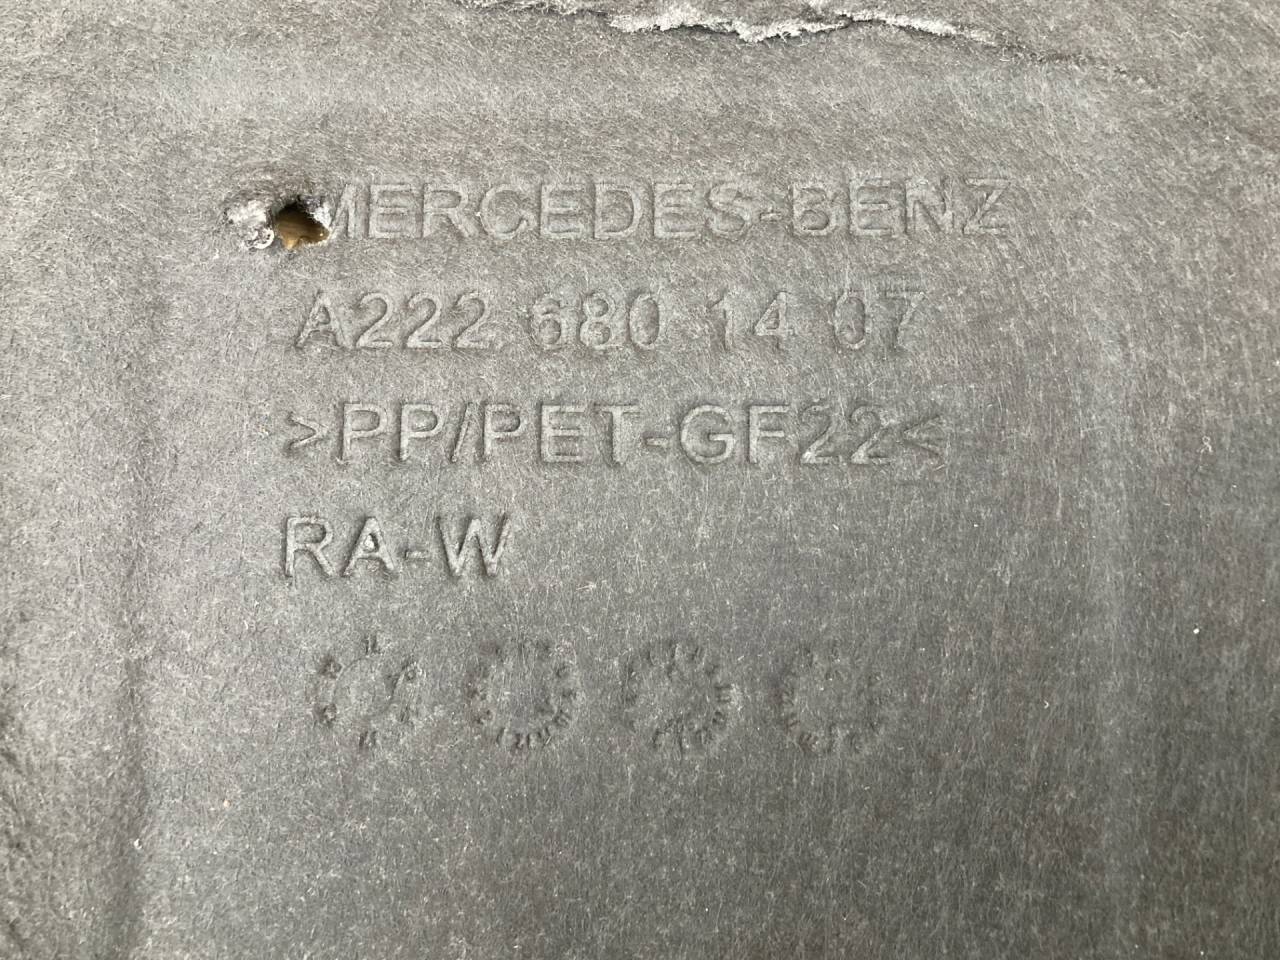 MERCEDES-BENZ
A222 680 14 07
>PP/PET-GF22<
RA-W